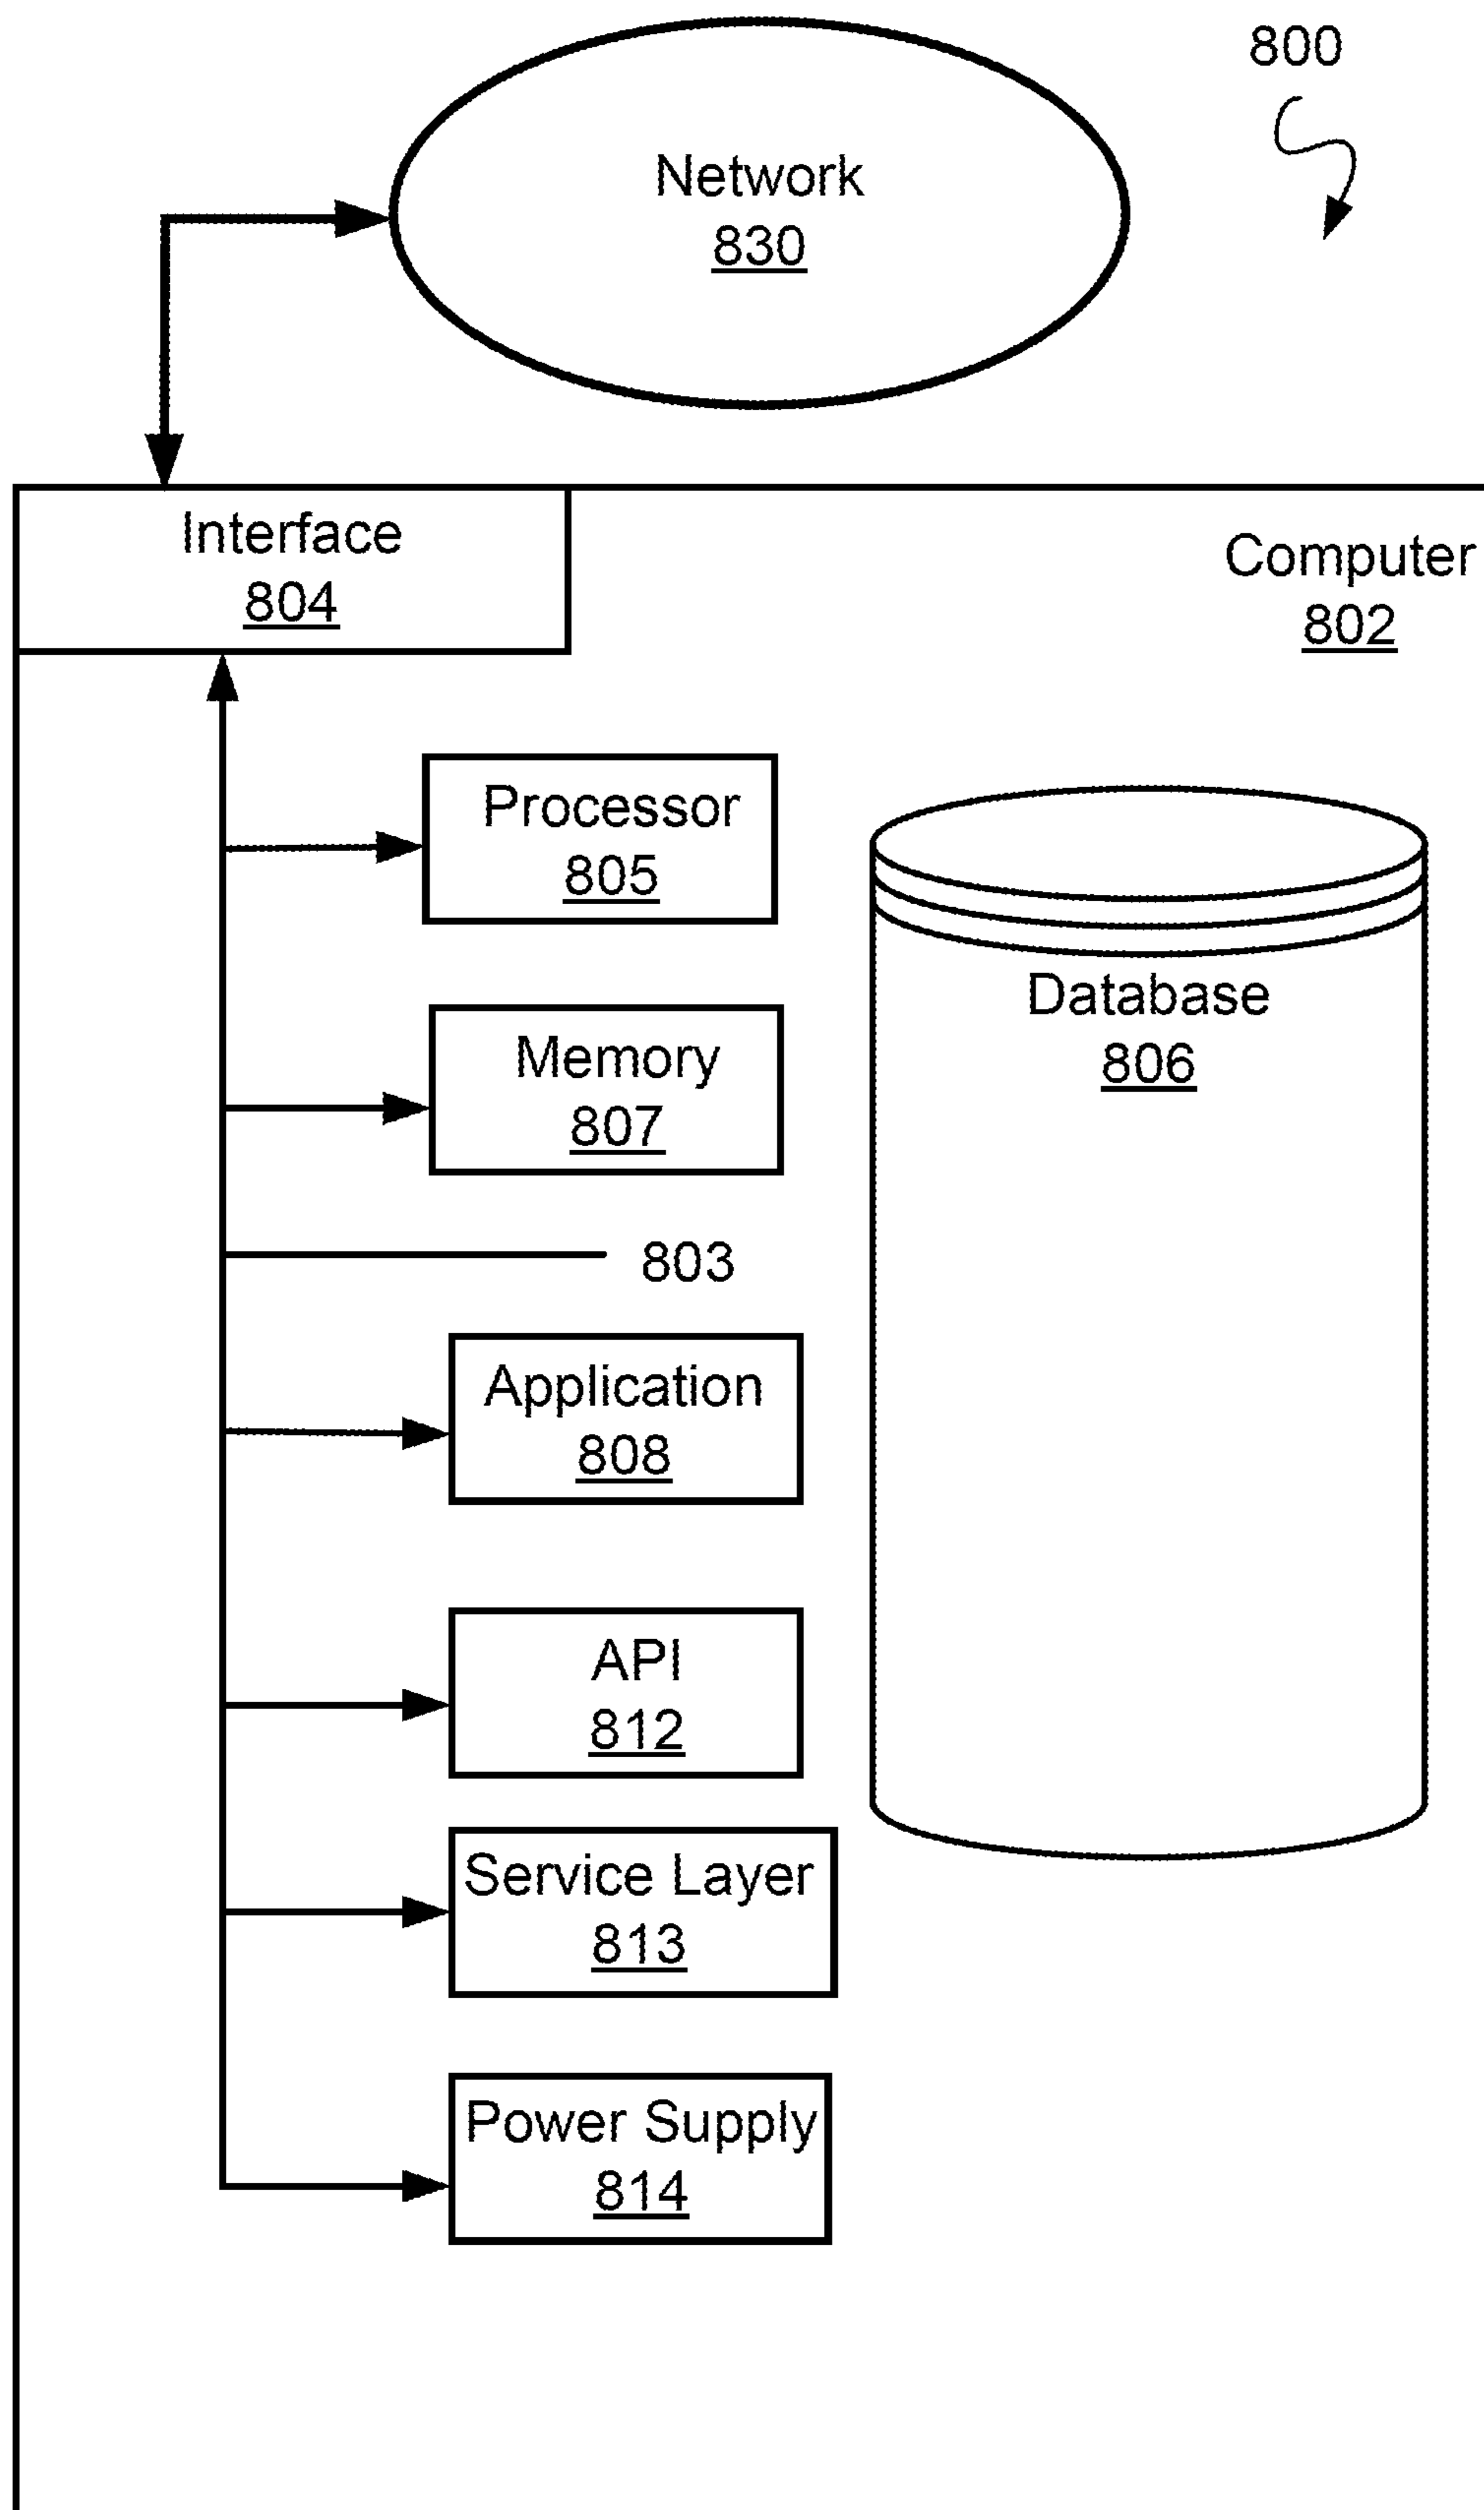 800
Network
830
Interface
804
Computer
802
Processor
805
Database
806
Memory
807
803
Application
808
API
812
Service Layer
813
Power Supply
814